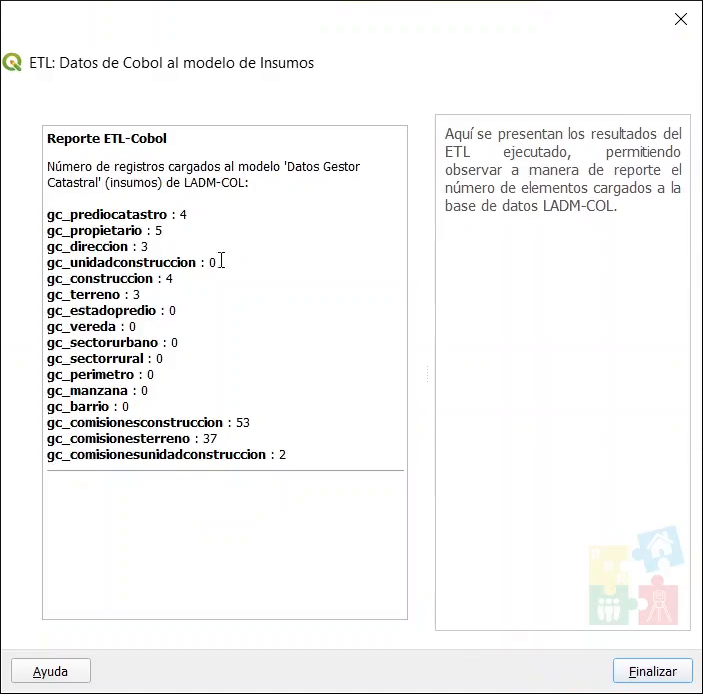 ETL: Datos de Cobol al modelo de Insumos
Reporte ETL-Cobol
Número de registros cargados al modelo 'Datos Gestor
Catastral' (insumos) de LADM-COL:
gc_prediocatastro : 4
gc_propietario : 5
gc_direccion : 3
gc_unidadconstruccion : 0
gc_construccion : 4
gc_terreno : 3
gc_estadopredio : 0
gc_vereda : 0
gc_sectorurbano : 0
gc_sectorrural : 0
gc_perimetro : 0
gc_manzana : 0
gc_barrio : 0
gc_comisionesconstruccion : 53
gc_comisionesterreno : 37
gc_comisionesunidadconstruccion : 2
Aquí se presentan los resultados del
ETL ejecutado, permitiendo
observar a manera de reporte el
número de elementos cargados a la
base de datos LADM-COL.
Ayuda
Finalizar